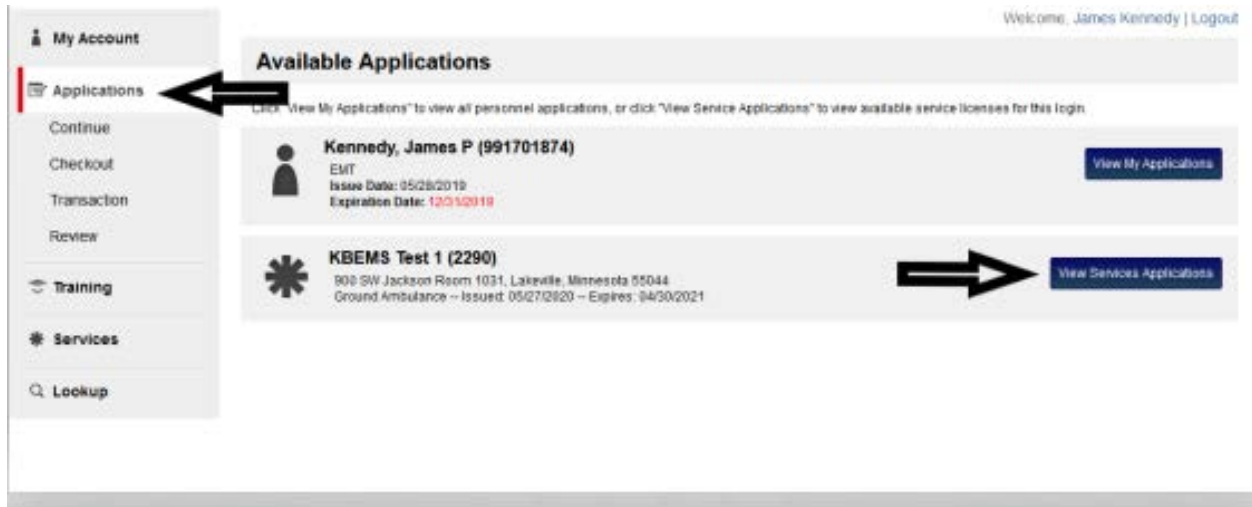 Welcome, James Kennedy | Logout
My Account
Applications
Continue
Checkout
Transaction
Review
Training
Services
Lookup
Available Applications
"View My Applications" to view all personnel applications, or click "View Service Applications" to view available service licenses for this login.
Kennedy, James P (991701874)
EMT
Issue Date: 05/28/2019
Expiration Date: 12/31/2019
View My Applications
KBEMS Test 1 (2290)
900 SW Jackson Room 1031, Lakeville, Minnesota 55044
Ground Ambulance -- Issued: 05/27/2020 -- Expires: 04/30/2021
View Services Applications